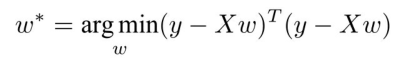 w* = arg min(y − Xw)ᵀ(y − Xw)
w